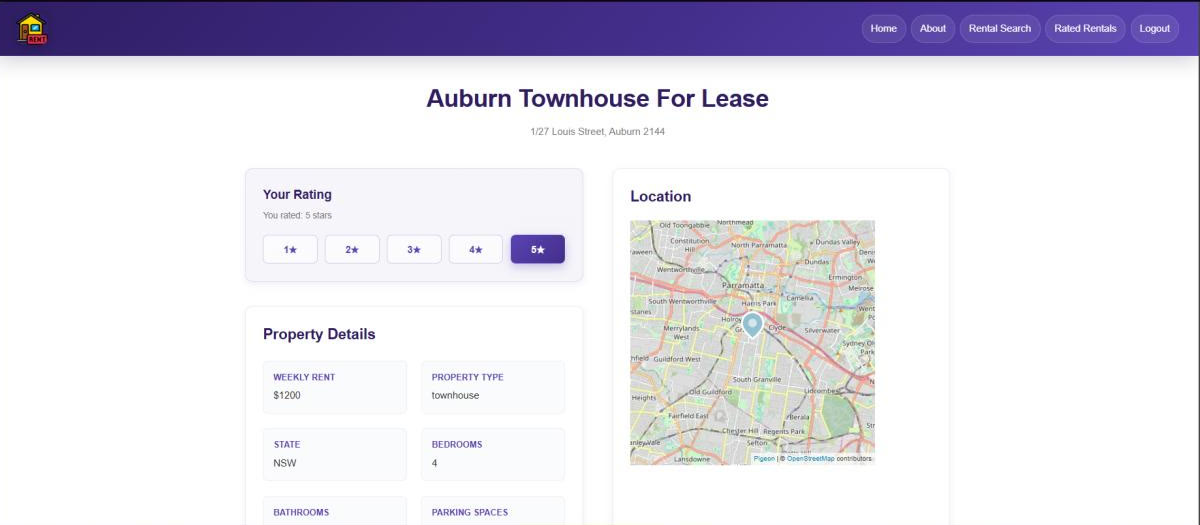 RENT
Home
About
Rental Search
Rated Rentals
Logout
Auburn Townhouse For Lease
1/27 Louis Street, Auburn 2144
Your Rating
You rated: 5 stars
1★
2★
3★
4★
5★
Property Details
WEEKLY RENT
$1200
PROPERTY TYPE
townhouse
STATE
NSW
BEDROOMS
4
BATHROOMS
PARKING SPACES
Location
Old Toongabbie
Northmead
Constitution
Hill
North Parramatta
Dundas Valley
Dundas
Wentworthville
Ermington
Parramatta
Melrose
Camellia
South Wentworthville
Harris Park
Holroy
Clyde
Silverwater
Merrylands
West
Sydney Ol
Guildford West
South Granville
Lidcombe
Old Guildford
Heights
Fairfield East
Berala
Chester Hill
Regents Park
Sefton
Lansdowne
Pigeon | © OpenStreetMap contributors